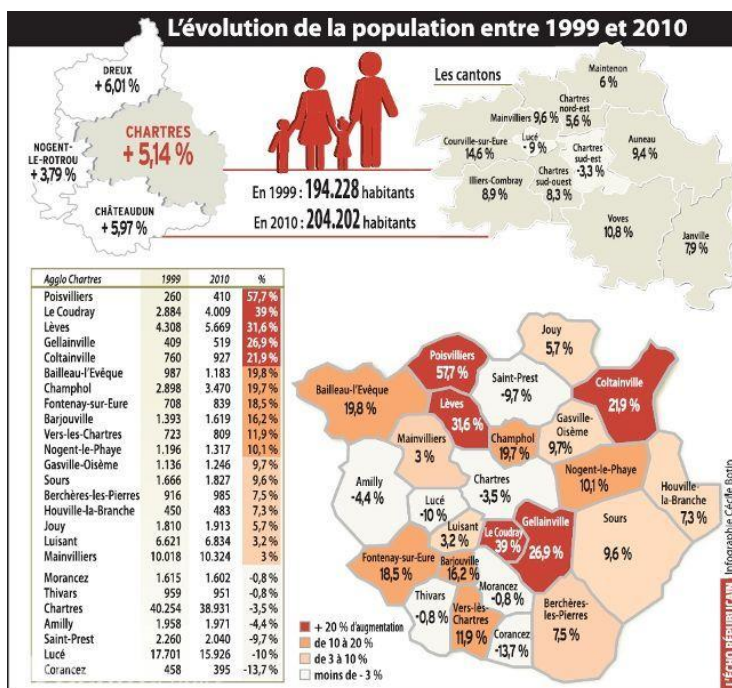 L'évolution de la population entre 1999 et 2010
DREUX
+ 6,01 %
CHARTRES
+ 5,14 %
NOGENT-
LE-ROTROU
+ 3,79 %
CHÂTEAUDUN
+ 5,97 %
En 1999 : 194.228 habitants
En 2010 : 204.202 habitants
Les cantons
Maintenon
6 %
Chartres
nord-est
5,6 %
Mainvilliers 9,6 %
Courville-sur-Eure
14,6 %
Lucé
- 9 %
Chartres
sud-est
-3,3 %
Auneau
9,4 %
Illiers-Combray
8,9 %
Chartres
sud-ouest
8,3 %
Voves
10,8 %
Janville
7,9 %
Agglo Chartres 1999 2010 %
Poisvilliers 260 410 57,7 %
Le Coudray 2.884 4.009 39 %
Lèves 4.308 5.669 31,6 %
Gellainville 409 519 26,9 %
Coltainville 760 927 21,9 %
Bailleau-l'Evêque 987 1.183 19,8 %
Champhol 2.898 3.470 19,7 %
Fontenay-sur-Eure 708 839 18,5 %
Barjouville 1.393 1.619 16,2 %
Vers-les-Chartres 723 809 11,9 %
Nogent-le-Phaye 1.196 1.317 10,1 %
Gasville-Oisème 1.136 1.246 9,7 %
Sours 1.666 1.827 9,6 %
Berchères-les-Pierres 916 985 7,5 %
Houville-la-Branche 450 483 7,3 %
Jouy 1.810 1.913 5,7 %
Luisant 6.621 6.834 3,2 %
Mainvilliers 10.018 10.324 3 %
Morancez 1.615 1.602 -0,8 %
Thivars 959 951 -0,8 %
Chartres 40.254 38.931 -3,5 %
Amilly 1.958 1.971 -4,4 %
Saint-Prest 2.260 2.040 -9,7 %
Lucé 17.701 15.926 -10 %
Corancez 458 395 -13,7 %
Jouy
5,7 %
Poisvilliers
57,7 %
Saint-Prest
-9,7 %
Coltainville
21,9 %
Bailleau-l'Evêque
19,8 %
Lèves
31,6 %
Gasville-
Oisème
9,7%
Champhol
19,7 %
Mainvilliers
3 %
Nogent-le-Phaye
10,1 %
Amilly
-4,4 %
Chartres
-3,5 %
Houville-
la-Branche
7,3 %
Lucé
-10 %
Gellainville
26,9 %
Sours
9,6 %
Luisant
3,2 %
Le Coudray
39 %
Fontenay-sur-Eure
18,5 %
Barjouville
16,2 %
Morancez
-0,8 %
Thivars
-0,8 %
Vers-lès-
Chartres
11,9 %
Corancez
-13,7 %
Berchères-
les-Pierres
7,5 %
+ 20 % d'augmentation
de 10 à 20 %
de 3 à 10 %
moins de - 3 %
L'ÉCHO RÉPUBLICAIN Infographie Cécile Botin